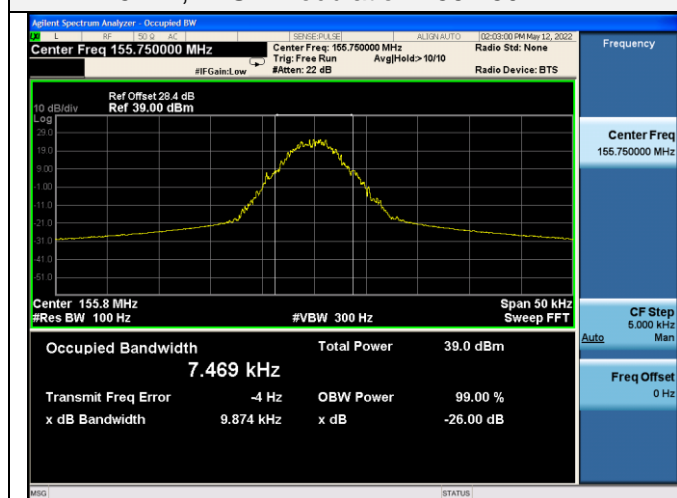 Agilent Spectrum Analyzer - Occupied BW
L RF 50 Ω AC SENSE:PULSE ALIGN AUTO 02:03:00 PM May 12, 2022
Center Freq 155.750000 MHz Center Freq: 155.750000 MHz Radio Std: None Frequency
Trig: Free Run Avg|Hold:>10/10
#IFGain:Low #Atten: 22 dB Radio Device: BTS
Ref Offset 28.4 dB
10 dB/div Ref 39.00 dBm
Log
29.0
19.0
9.00
-1.00
-11.0
-21.0
-31.0
-41.0
-51.0
Center Freq
155.750000 MHz
Center 155.8 MHz Span 50 kHz
#Res BW 100 Hz #VBW 300 Hz Sweep FFT
CF Step
5.000 kHz
Auto Man
Occupied Bandwidth Total Power 39.0 dBm
7.469 kHz
Transmit Freq Error -4 Hz OBW Power 99.00 %
x dB Bandwidth 9.874 kHz x dB -26.00 dB
Freq Offset
0 Hz
MSG STATUS